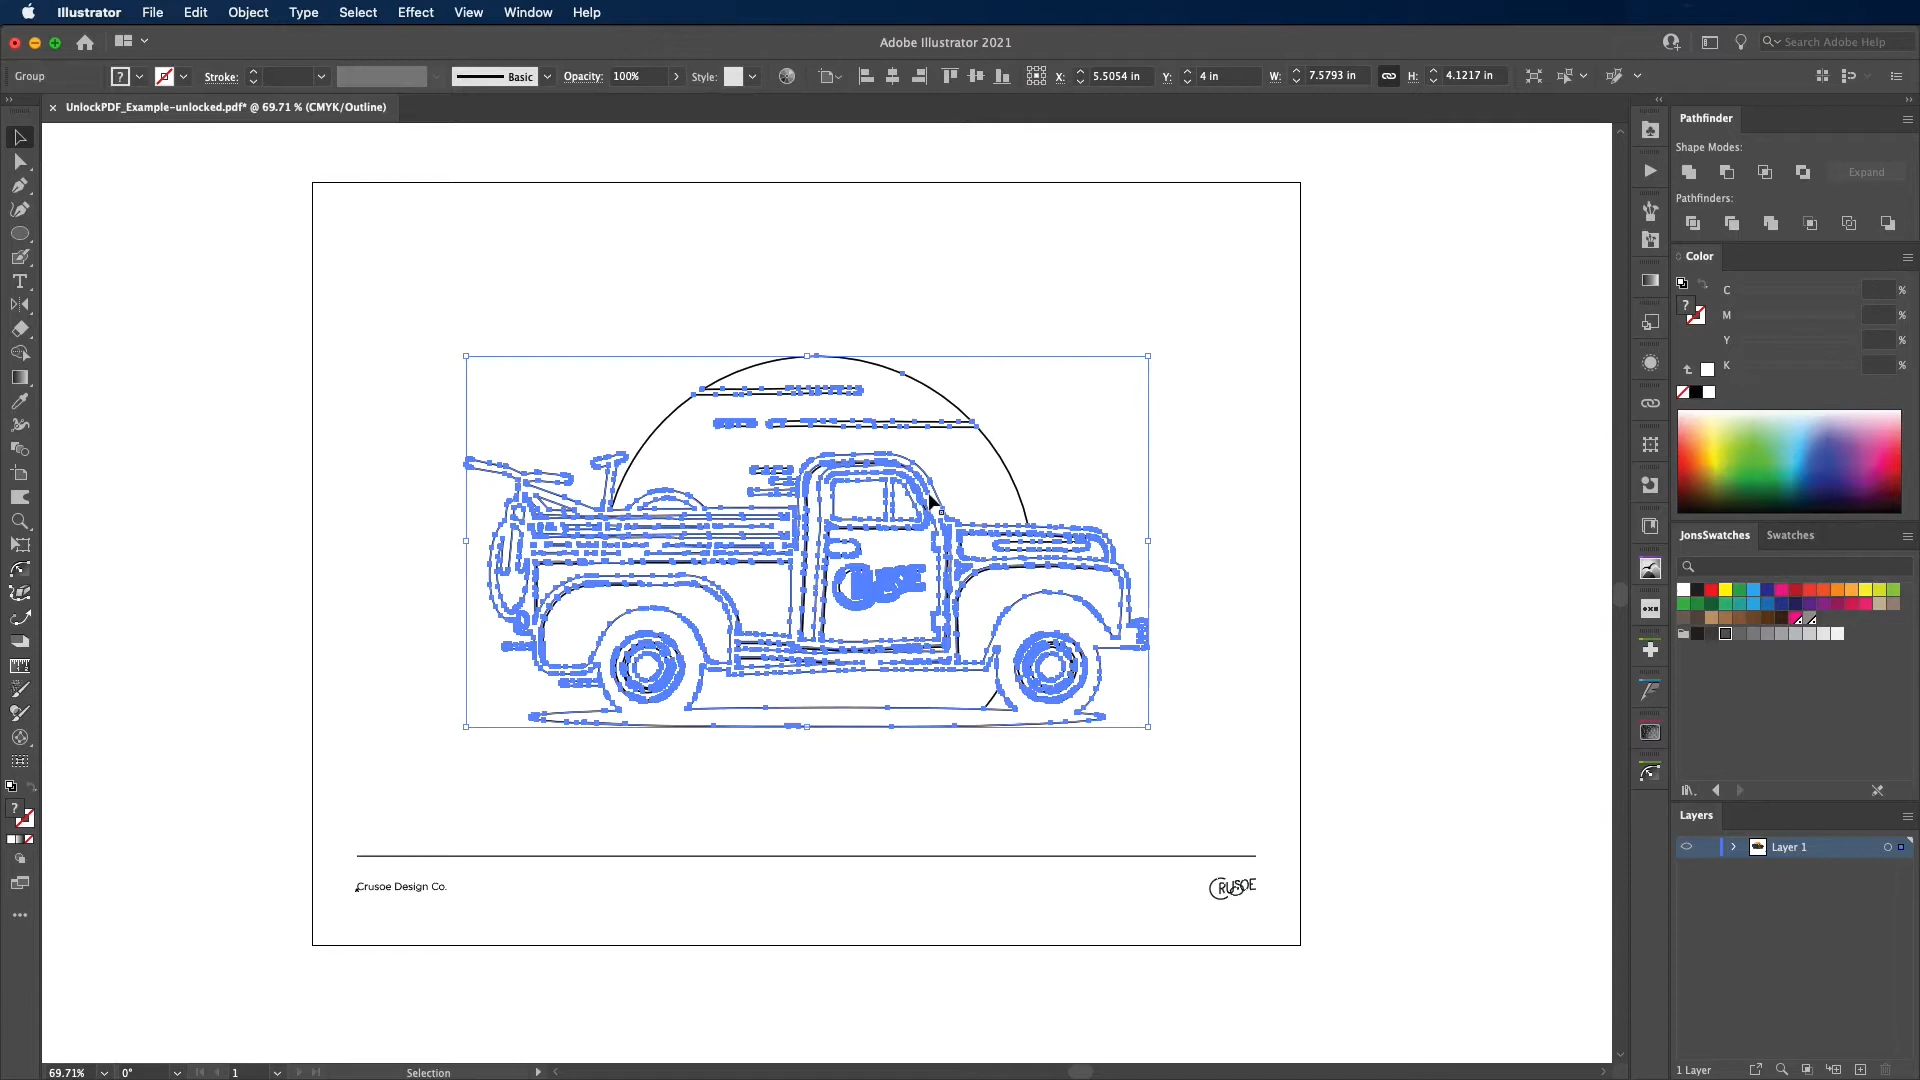 Illustrator File Edit Object Type Select Effect View Window Help
Adobe Illustrator 2021
Search Adobe Help
Group ? Stroke: Basic Opacity: 100% Style: X: 5.5054 in Y: 4 in W: 7.5793 in H: 4.1217 in
× UnlockPDF_Example-unlocked.pdf* @ 69.71 % (CMYK/Outline)
Pathfinder
Shape Modes:
Expand
Pathfinders:
Color
C %
? M %
Y %
K %
JonsSwatches Swatches
Layers
Layer 1
Crusoe Design Co.
CRUSOE
69.71% 0° 1 Selection
1 Layer